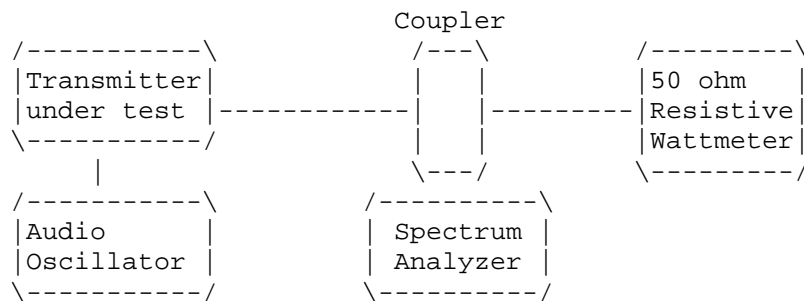 Coupler
Transmitter
under test
50 ohm
Resistive
Wattmeter
Audio
Oscillator
Spectrum
Analyzer